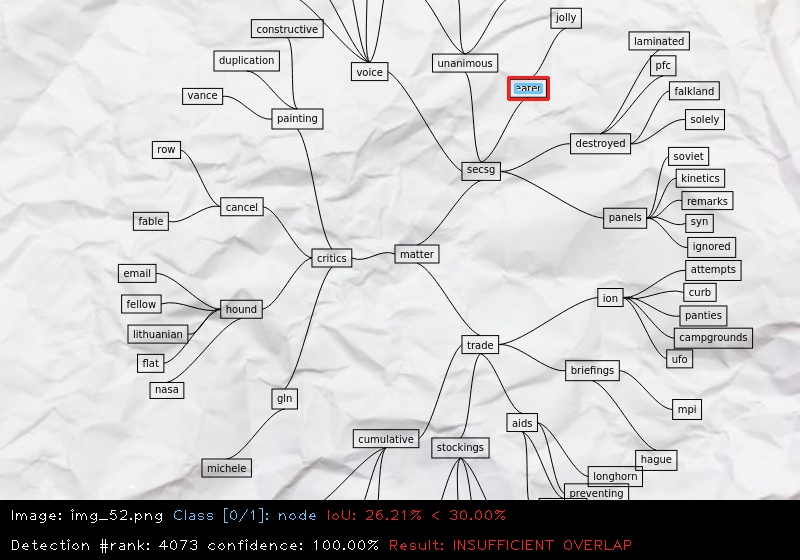 jolly
constructive
laminated
duplication
unanimous
pfc
voice
falkland
vance
painting
solely
destroyed
row
soviet
secsg
kinetics
remarks
cancel
fable
panels
syn
ignored
critics
matter
email
attempts
curb
fellow
hound
ion
panties
lithuanian
campgrounds
trade
flat
ufo
briefings
nasa
gln
mpi
aids
cumulative
stockings
hague
michele
longhorn
preventing
Image: img_52.png Class [0/1]: node IoU: 26.21% < 30.00%
Detection #rank: 4073 confidence: 100.00% Result: INSUFFICIENT OVERLAP